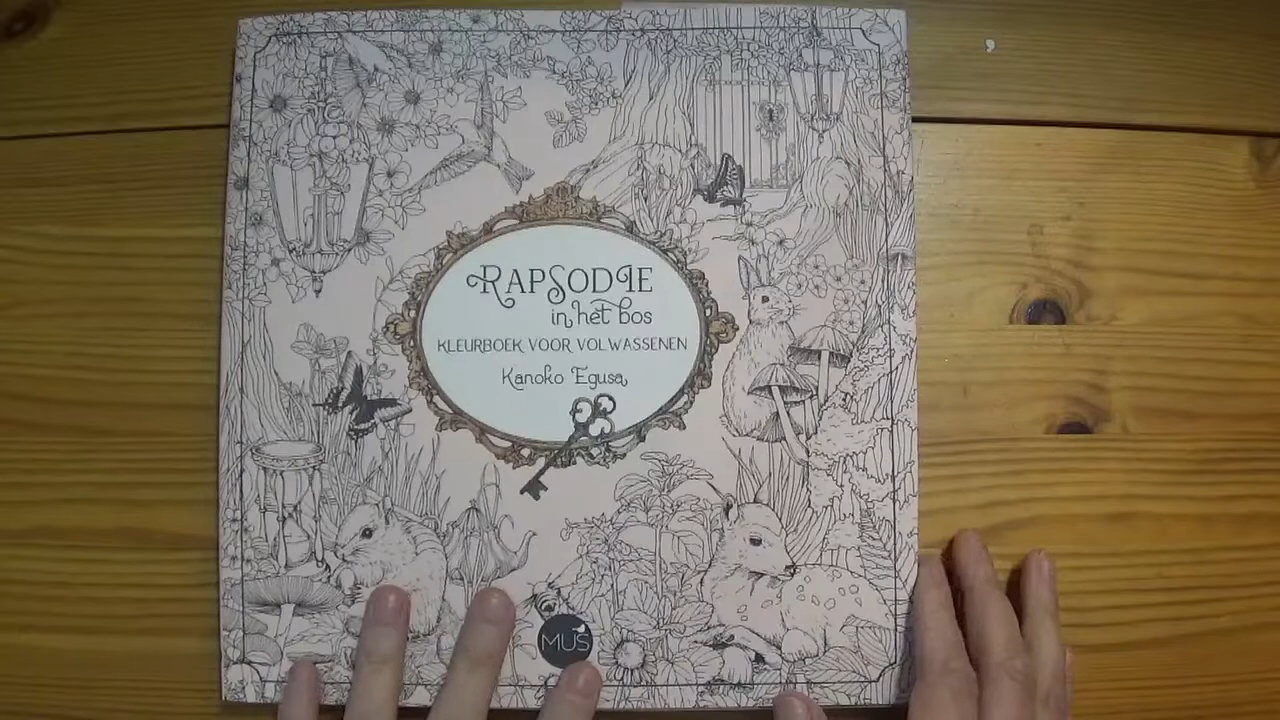 RAPSODIE
in het bos
KLEURBOEK VOOR VOLWASSENEN
Kanoko Egusa
MUS